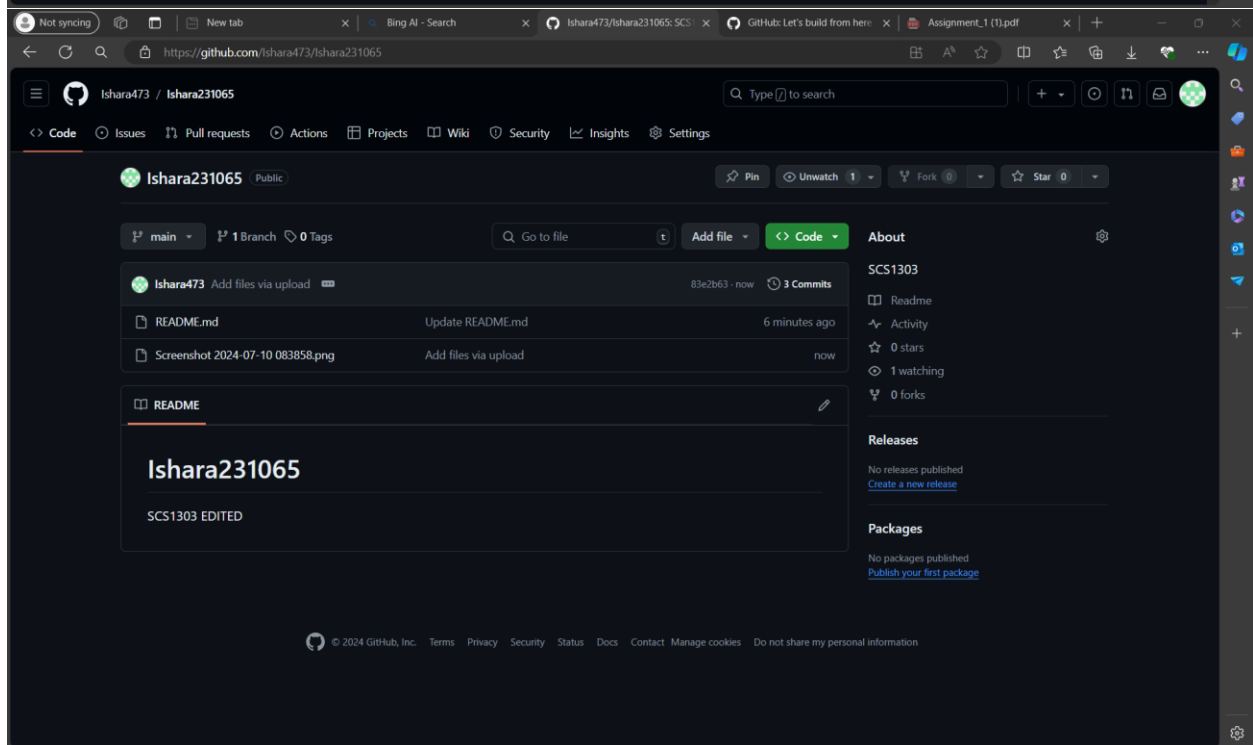 Not syncing New tab Bing AI - Search Ishara473/Ishara231065: SCS1 GitHub: Let's build from here Assignment_1 (1).pdf
https://github.com/Ishara473/Ishara231065
Ishara473 / Ishara231065 Type / to search
Code Issues Pull requests Actions Projects Wiki Security Insights Settings
Ishara231065 Public Pin Unwatch 1 Fork 0 Star 0
main 1 Branch 0 Tags Go to file t Add file Code About
SCS1303
Ishara473 Add files via upload 83e2b63 · now 3 Commits
Readme
README.md Update README.md 6 minutes ago
Activity
0 stars
Screenshot 2024-07-10 083858.png Add files via upload now
1 watching
0 forks
README
Releases
Ishara231065
No releases published
Create a new release
SCS1303 EDITED
Packages
No packages published
Publish your first package
© 2024 GitHub, Inc. Terms Privacy Security Status Docs Contact Manage cookies Do not share my personal information